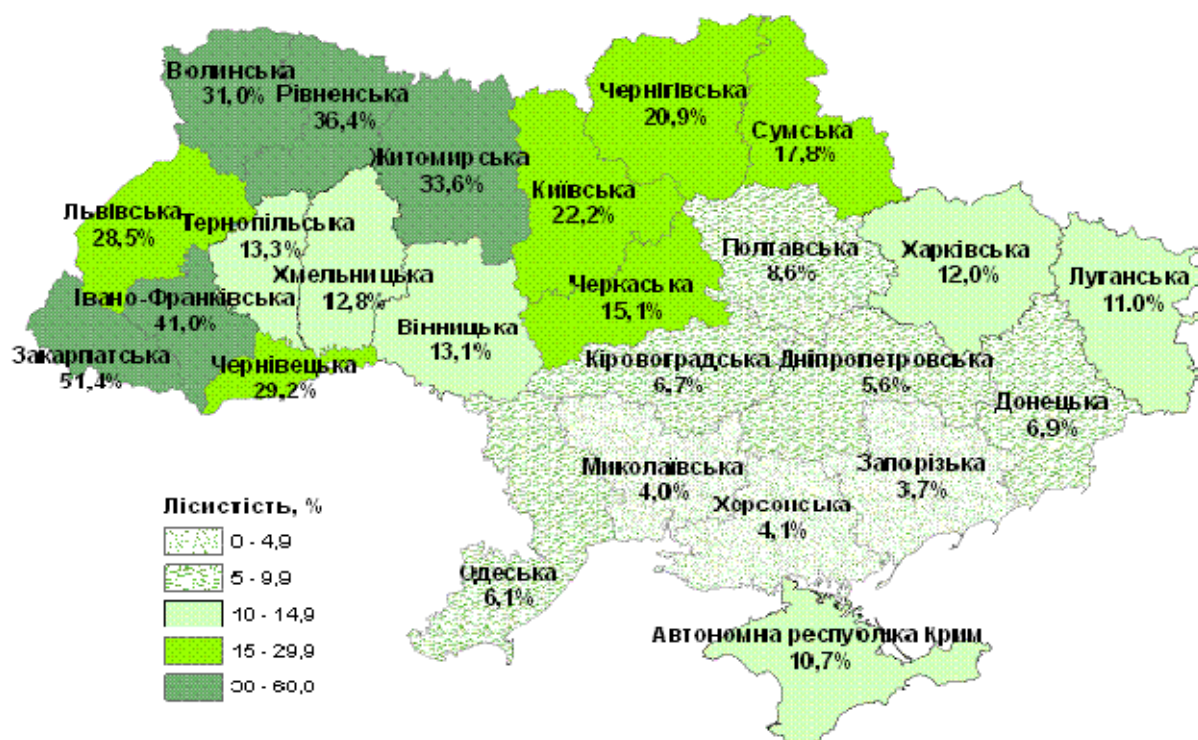 Волинська
31,0%
Рівненська
36,4%
Житомирська
33,6%
Чернігівська
20,9%
Сумська
17,8%
Київська
22,2%
Львівська
28,5%
Тернопільська
13,3%
Хмельницька
12,8%
Івано-Франківська
41,0%
Закарпатська
51,4%
Чернівецька
29,2%
Вінницька
13,1%
Черкаська
15,1%
Полтавська
8,6%
Харківська
12,0%
Луганська
11.0%
Кіровоградська
6,7%
Дніпропетровська
5,6%
Донецька
6,9%
Миколаївська
4,0%
Запорізька
3,7%
Херсонська
4,1%
Одеська
6,1%
Автономна республіка Крим
10,7%
Лісистість, %
0 - 4,9
5 - 9,9
10 - 14,9
15 - 29,9
30 - 60,0